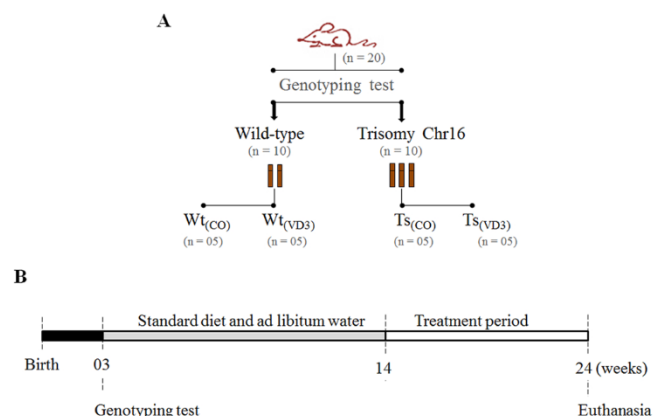 A
(n = 20)
Genotyping test
Wild-type Trisomy Chr16
(n = 10) (n = 10)
Wt(CO) Wt(VD3) Ts(CO) Ts(VD3)
(n = 05) (n = 05) (n = 05) (n = 05)
B
Standard diet and ad libitum water Treatment period
Birth 03 14 24 (weeks)
Genotyping test Euthanasia